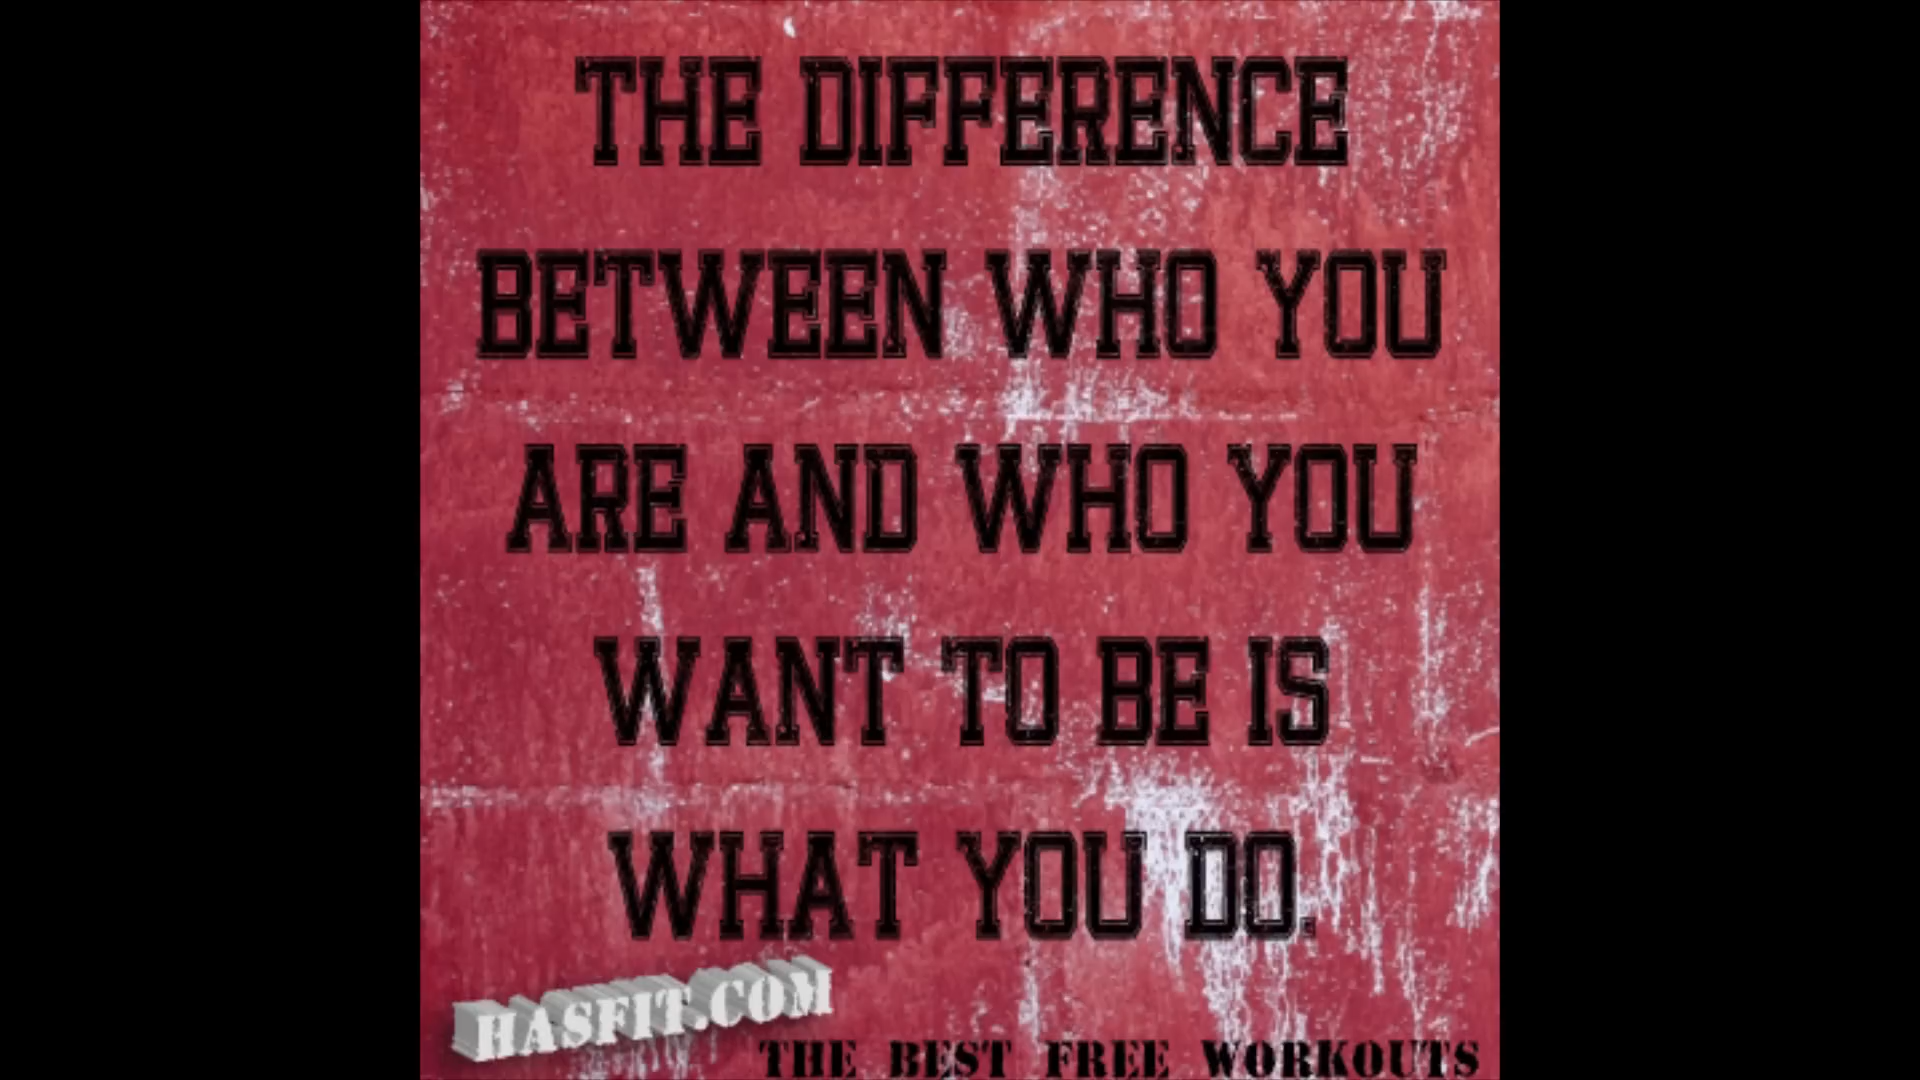 THE DIFFERENCE
BETWEEN WHO YOU
ARE AND WHO YOU
WANT TO BE IS
WHAT YOU DO.
HASFIT.COM
THE BEST FREE WORKOUTS